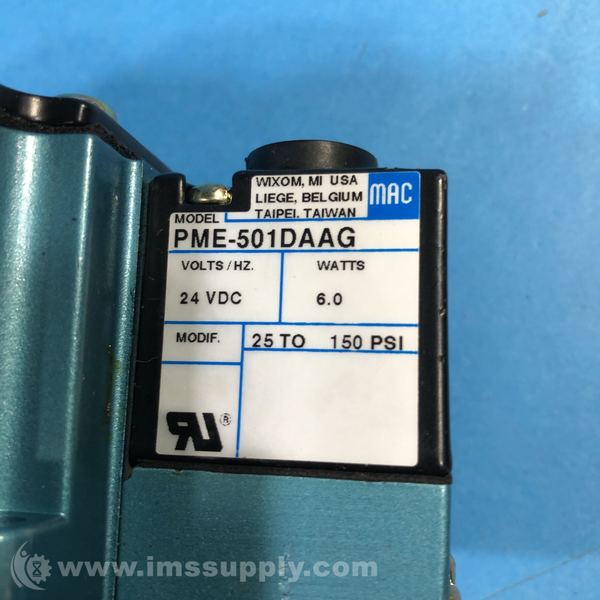 WIXOM, MI USA
LIEGE, BELGIUM
TAIPEI, TAIWAN
MAC
MODEL
PME-501DAAG
VOLTS/HZ.
WATTS
24 VDC
6.0
MODIF.
25 TO 150 PSI
RU®
www.imssupply.com